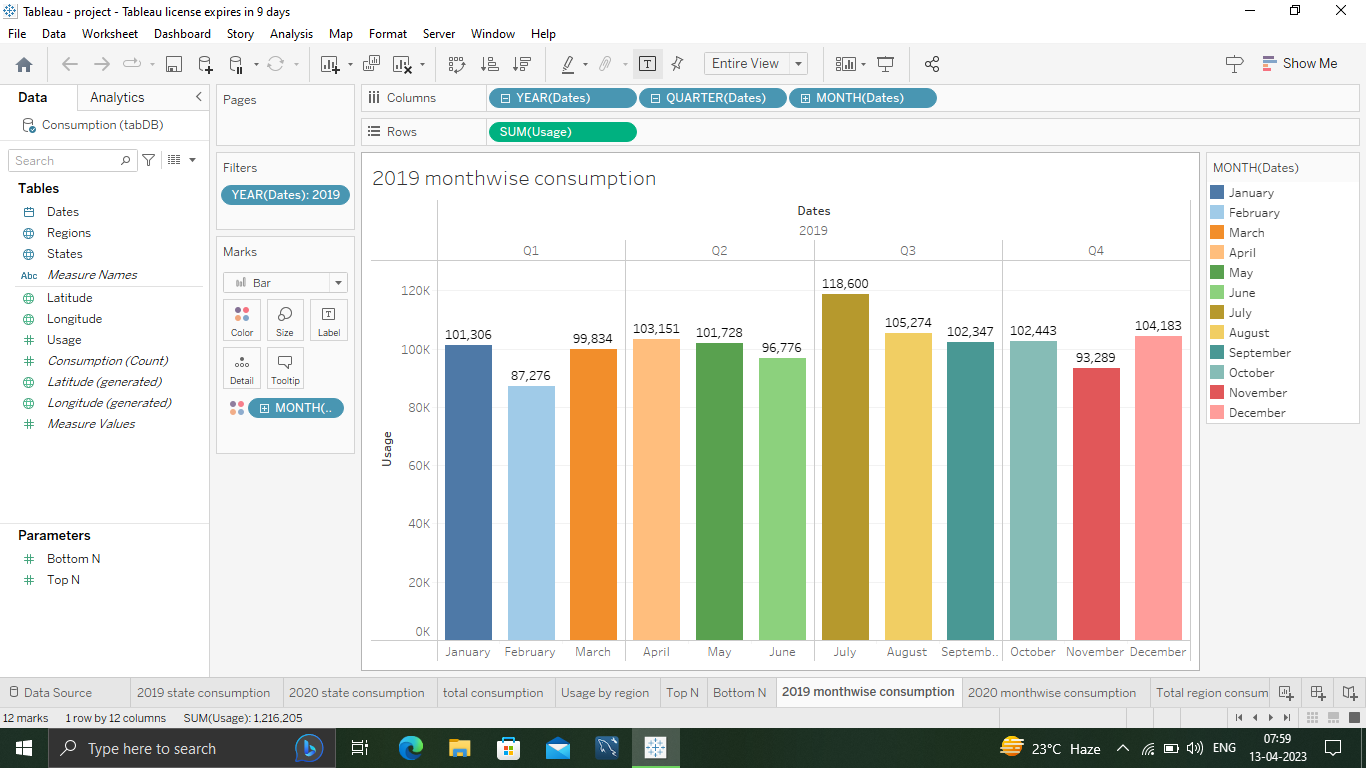 Tableau - project - Tableau license expires in 9 days
File Data Worksheet Dashboard Story Analysis Map Format Server Window Help
Entire View
Show Me
Data Analytics
Consumption (tabDB)
Search
Tables
Dates
Regions
States
Abc Measure Names
Latitude
Longitude
Usage
Consumption (Count)
Latitude (generated)
Longitude (generated)
Measure Values
Parameters
Bottom N
Top N
Pages
Filters
YEAR(Dates): 2019
Marks
Bar
Color Size Label
Detail Tooltip
MONTH(..
Columns YEAR(Dates) QUARTER(Dates) MONTH(Dates)
Rows SUM(Usage)
2019 monthwise consumption
Dates
2019
Q1 Q2 Q3 Q4
Usage
120K
100K
80K
60K
40K
20K
0K
101,306 87,276 99,834 103,151 101,728 96,776 118,600 105,274 102,347 102,443 93,289 104,183
January February March April May June July August Septemb.. October November December
MONTH(Dates)
January
February
March
April
May
June
July
August
September
October
November
December
Data Source 2019 state consumption 2020 state consumption total consumption Usage by region Top N Bottom N 2019 monthwise consumption 2020 monthwise consumption Total region consum
12 marks 1 row by 12 columns SUM(Usage): 1,216,205
Type here to search
23°C Haze ENG 07:59
13-04-2023